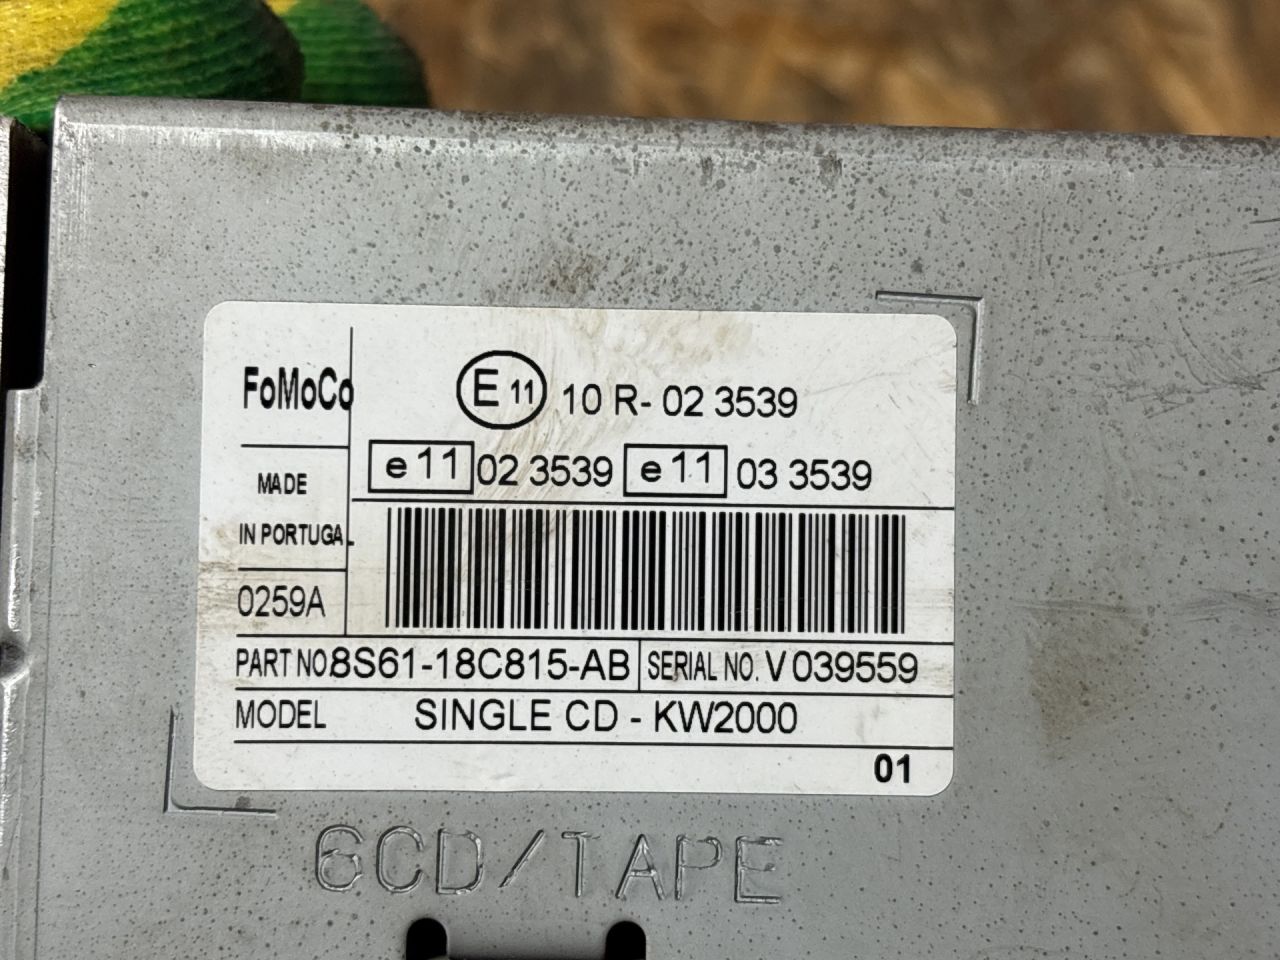 FoMoCo
E 11 10 R- 02 3539
e 11 02 3539 e 11 03 3539
MADE
IN PORTUGAL
0259A
PART NO.8S61-18C815-AB SERIAL NO. V 039559
MODEL SINGLE CD - KW2000
01
6CD/TAPE